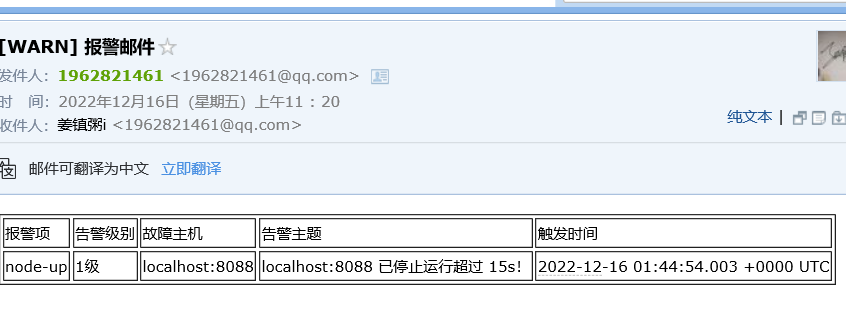 [WARN] 报警邮件
发件人：1962821461 <1962821461@qq.com>
时 间：2022年12月16日（星期五）上午11：20
收件人：姜镇粥i <1962821461@qq.com>
纯文本 |
邮件可翻译为中文 立即翻译
报警项 告警级别 故障主机 告警主题 触发时间
node-up 1级 localhost:8088 localhost:8088 已停止运行超过 15s！ 2022-12-16 01:44:54.003 +0000 UTC